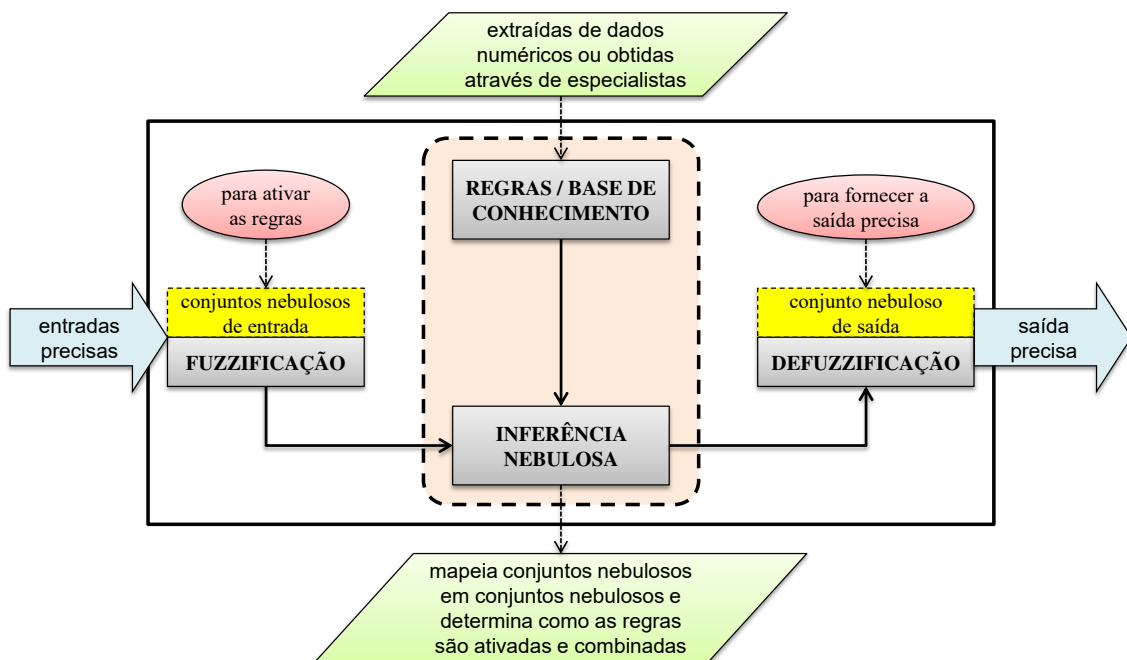 extraídas de dados
numéricos ou obtidas
através de especialistas
para ativar
as regras
REGRAS / BASE DE
CONHECIMENTO
para fornecer a
saída precisa
entradas
precisas
conjuntos nebulosos
de entrada
FUZZIFICAÇÃO
conjunto nebuloso
de saída
DEFUZZIFICAÇÃO
saída
precisa
INFERÊNCIA
NEBULOSA
mapeia conjuntos nebulosos
em conjuntos nebulosos e
determina como as regras
são ativadas e combinadas